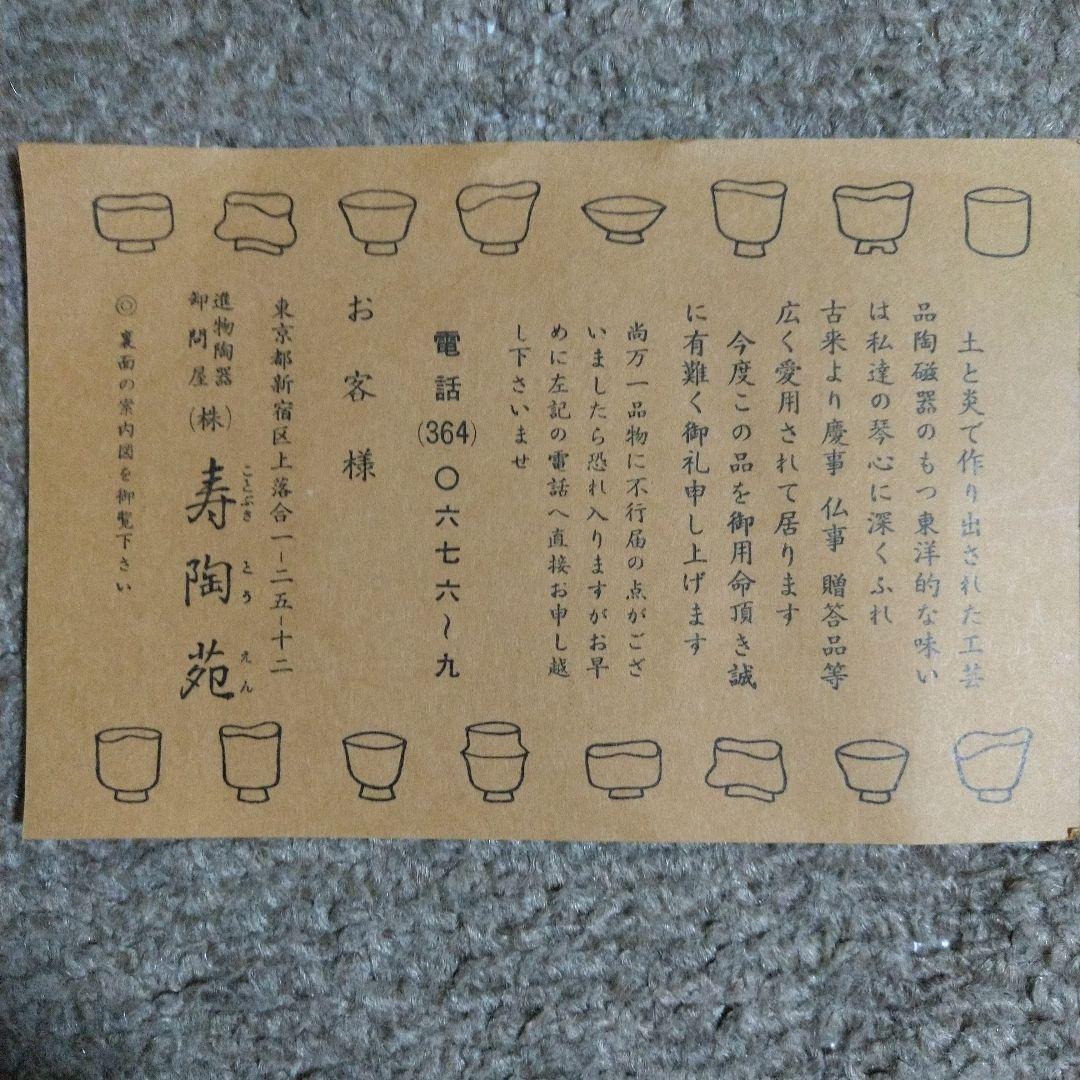 土と炎で作り出された工芸
品陶磁器のもつ東洋的な味い
は私達の琴心に深くふれ
古来より慶事 仏事 贈答品等
広く愛用されて居ります
今度この品を御用命頂き誠
に有難く御礼申し上げます
尚万一品物に不行届の点がござ
いましたら恐れ入りますがお早
めに左記の電話へ直接お申し越
し下さいませ
電話(364)〇六七六〜九
お客様
東京都新宿区上落合一-二五-十二
進物陶器
卸問屋
(株)寿陶苑
ことぶき とう えん
◎裏面の案内図を御覧下さい